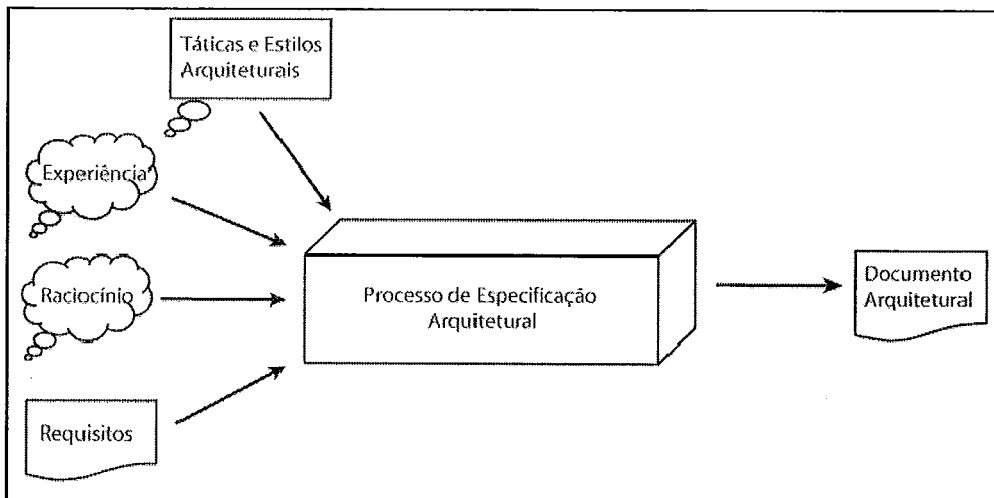 Táticas e Estilos
Arquiteturais
Experiência
Raciocínio
Requisitos
Processo de Especificação
Arquitetural
Documento
Arquitetural